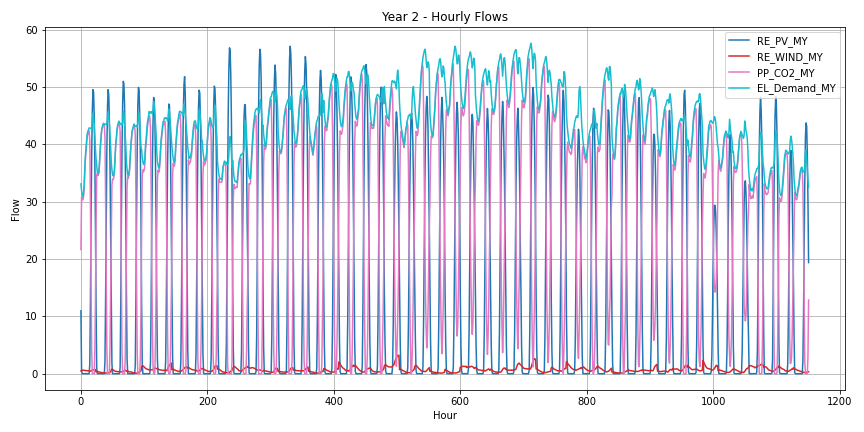 Year 2 - Hourly Flows
RE_PV_MY
RE_WIND_MY
PP_CO2_MY
EL_Demand_MY
Flow
60
50
40
30
20
10
0
0 200 400 600 800 1000 1200
Hour